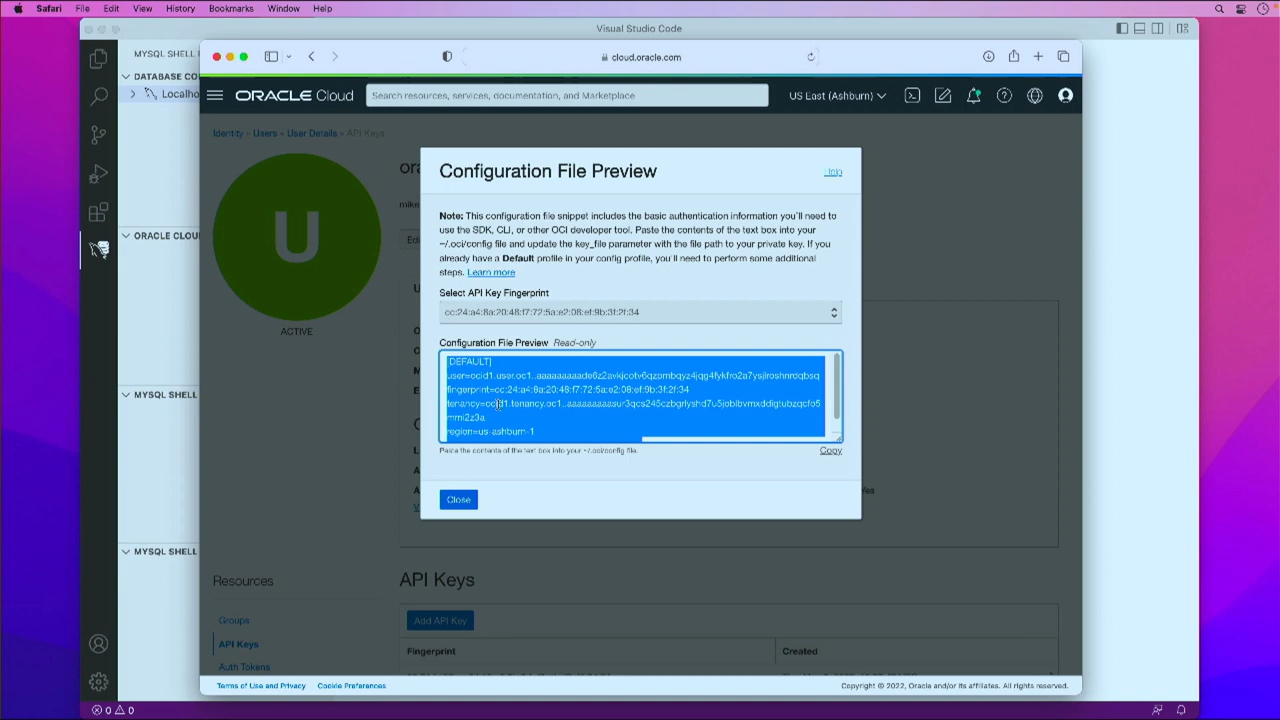 Safari File Edit View History Bookmarks Window Help
Visual Studio Code
MYSQL SHELL
DATABASE CO
Localho
ORACLE CLOU
MYSQL SHELL
MYSQL SHELL
cloud.oracle.com
ORACLE Cloud
Search resources, services, documentation, and Marketplace
US East (Ashburn)
Identity » Users » User Details » API Keys
U
ACTIVE
ora
mike
Edi
Configuration File Preview
Help
Note: This configuration file snippet includes the basic authentication information you'll need to
use the SDK, CLI, or other OCI developer tool. Paste the contents of the text box into your
~/.oci/config file and update the key_file parameter with the file path to your private key. If you
already have a Default profile in your config profile, you'll need to perform some additional
steps. Learn more
Select API Key Fingerprint
cc:24:a4:8a:20:48:f7:72:5a:e2:08:ef:9b:3f:2f:34
Configuration File Preview Read-only
[DEFAULT]
fingerprint=cc:24:a4:8a:20:48:f7:72:5a:e2:08:ef:9b:3f:2f:34
region=us-ashburn-1
Paste the contents of the text box into your ~/.oci/config file.
Copy
Close
Yes
Resources
Groups
API Keys
Auth Tokens
API Keys
Add API Key
Fingerprint
Created
Terms of Use and Privacy Cookie Preferences
Copyright © 2022, Oracle and/or its affiliates. All rights reserved.
0 0